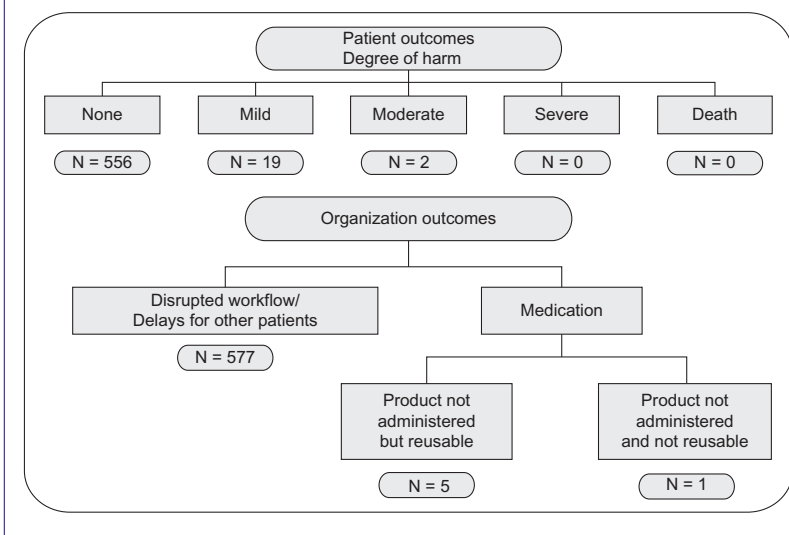 Patient outcomes
Degree of harm
None
Mild
Moderate
Severe
Death
N = 556
N = 19
N = 2
N = 0
N = 0
Organization outcomes
Disrupted workflow/
Delays for other patients
Medication
N = 577
Product not
administered
but reusable
Product not
administered
and not reusable
N = 5
N = 1